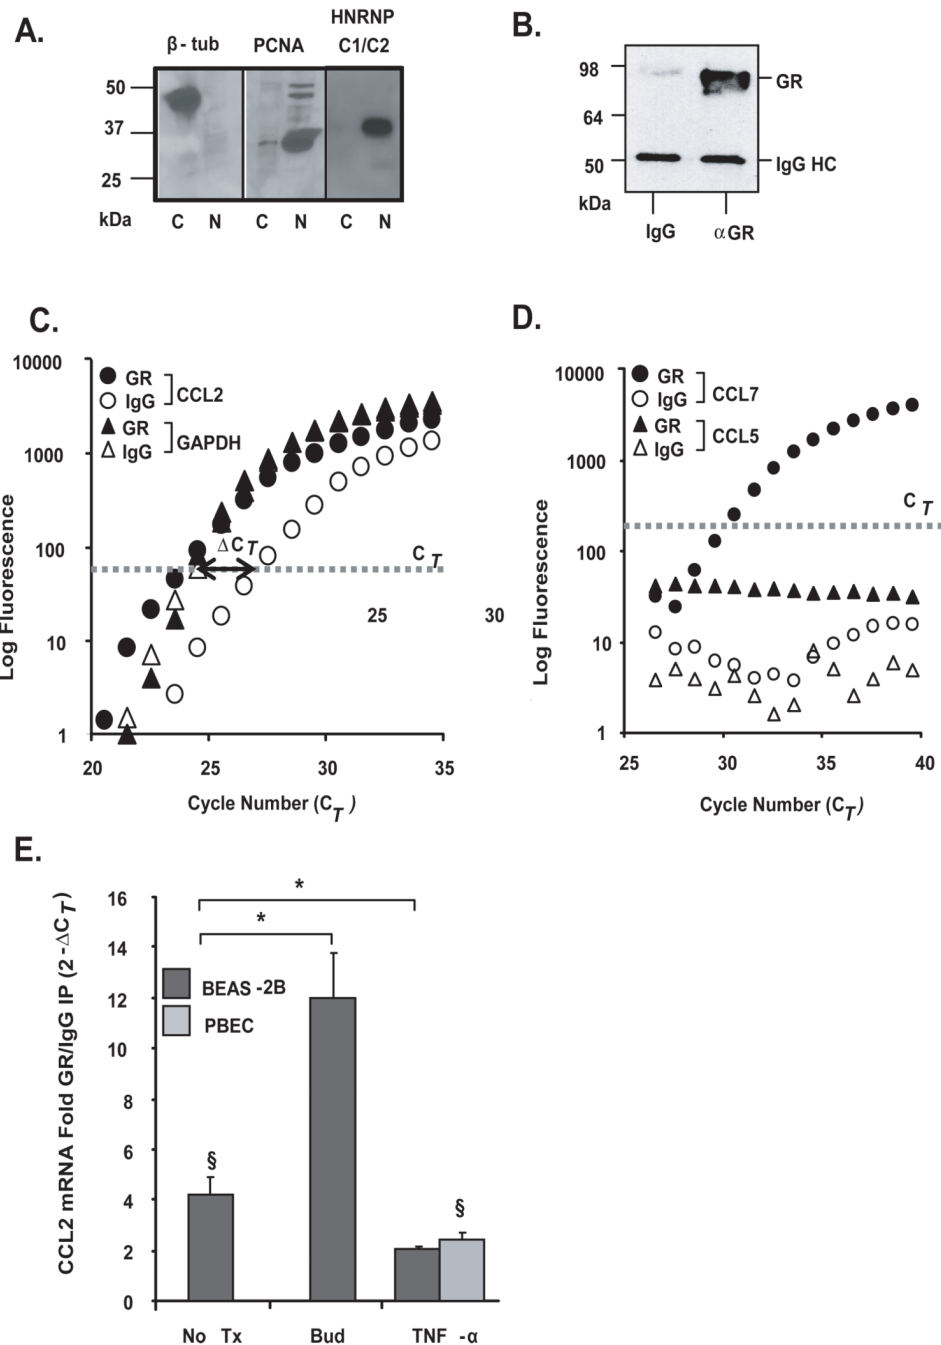 A.
β - tub PCNA HNRNP C1/C2
50
37
25
kDa C N C N C N
B.
98
64
50
kDa
GR
IgG HC
IgG αGR
C.
Log Fluorescence
10000
1000
100
10
1
GR
IgG
CCL2
GR
IgG
GAPDH
ΔCT
CT
25 30
20 25 30 35
Cycle Number (CT )
D.
Log Fluorescence
10000
1000
100
10
1
GR
IgG
CCL7
GR
IgG
CCL5
CT
25 30 35 40
Cycle Number (CT)
E.
CCL2 mRNA Fold GR/IgG IP (2-ΔCT)
16
14
12
10
8
6
4
2
0
*
*
BEAS -2B
PBEC
§
§
No Tx Bud TNF -α